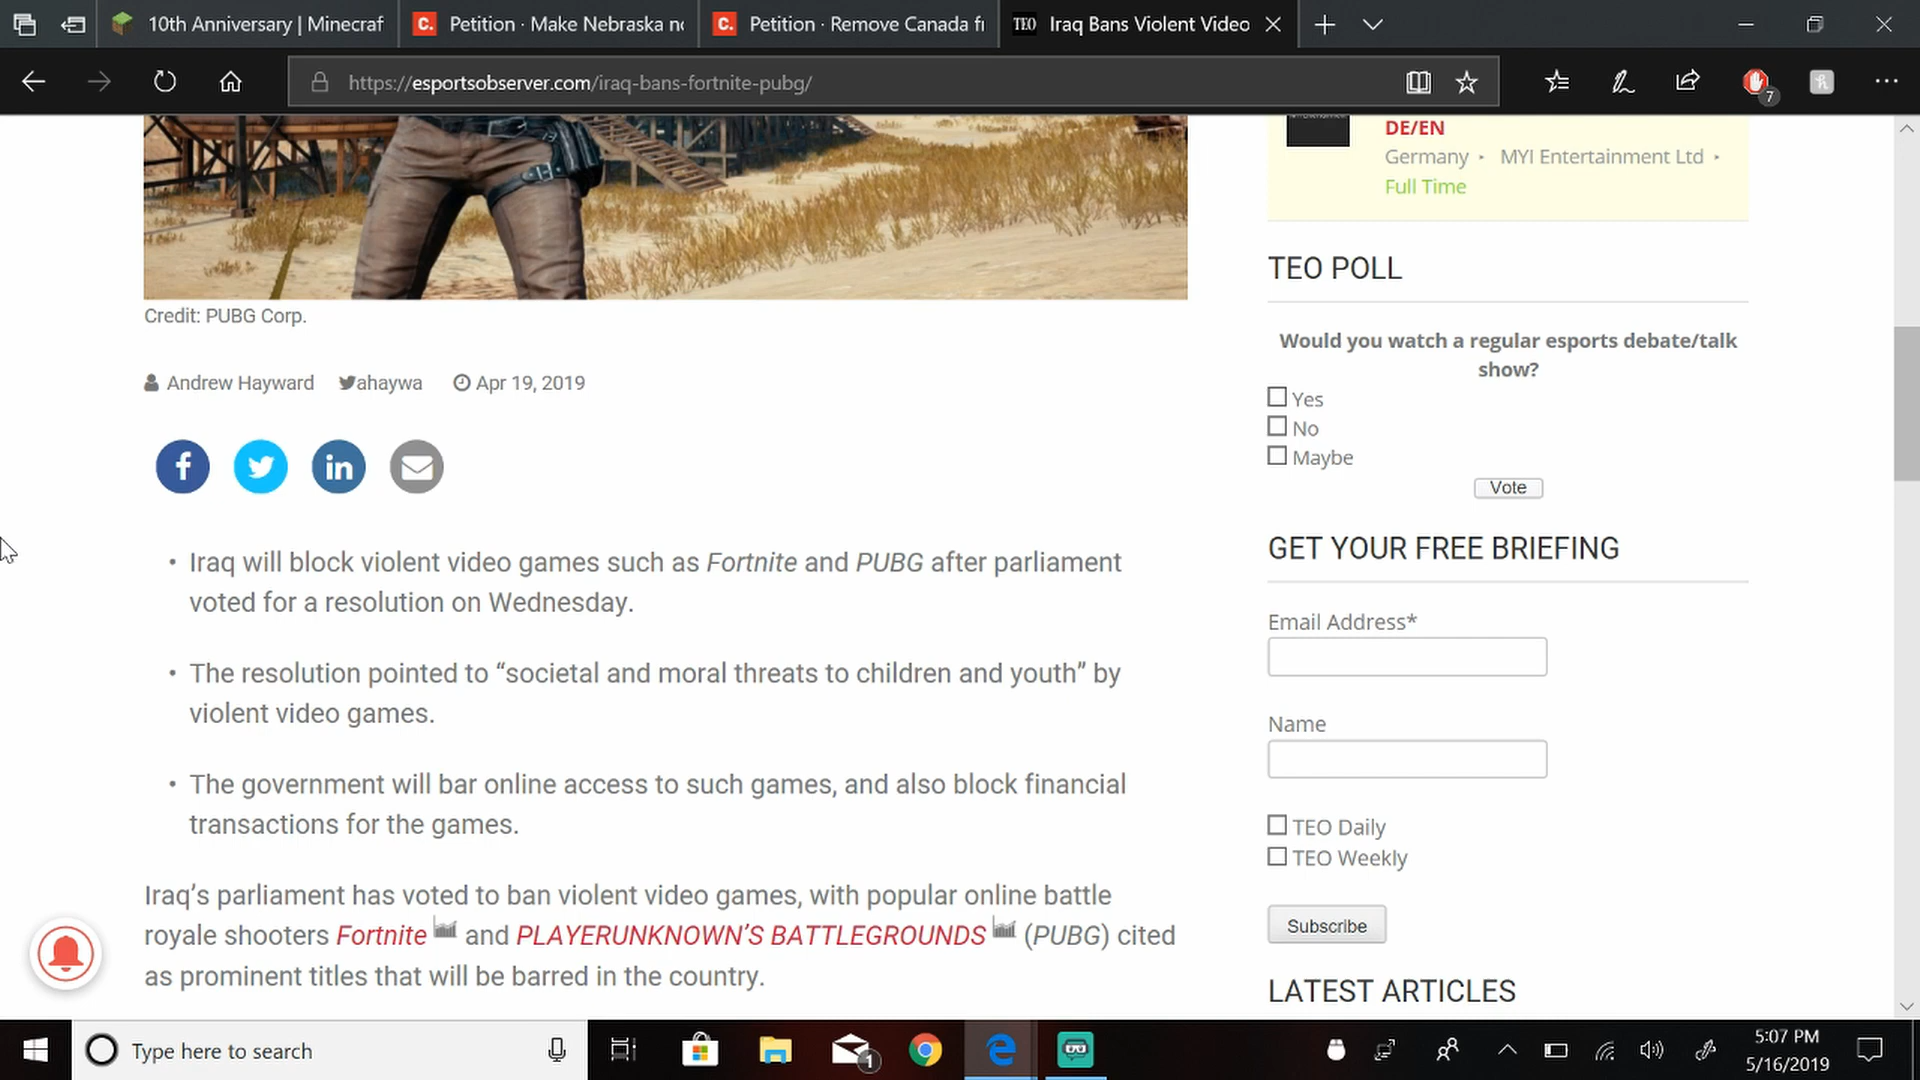 10th Anniversary | Minecraf
Petition · Make Nebraska no
Petition · Remove Canada fr
TEO Iraq Bans Violent Video
https://esportsobserver.com/iraq-bans-fortnite-pubg/
7
DE/EN
Germany · MYI Entertainment Ltd ·
Full Time
Credit: PUBG Corp.
Andrew Hayward ahaywa Apr 19, 2019
• Iraq will block violent video games such as Fortnite and PUBG after parliament
voted for a resolution on Wednesday.
• The resolution pointed to “societal and moral threats to children and youth” by
violent video games.
• The government will bar online access to such games, and also block financial
transactions for the games.
Iraq’s parliament has voted to ban violent video games, with popular online battle
royale shooters Fortnite and PLAYERUNKNOWN’S BATTLEGROUNDS (PUBG) cited
as prominent titles that will be barred in the country.
TEO POLL
Would you watch a regular esports debate/talk
show?
Yes
No
Maybe
Vote
GET YOUR FREE BRIEFING
Email Address*
Name
TEO Daily
TEO Weekly
Subscribe
LATEST ARTICLES
Type here to search
1
5:07 PM
5/16/2019